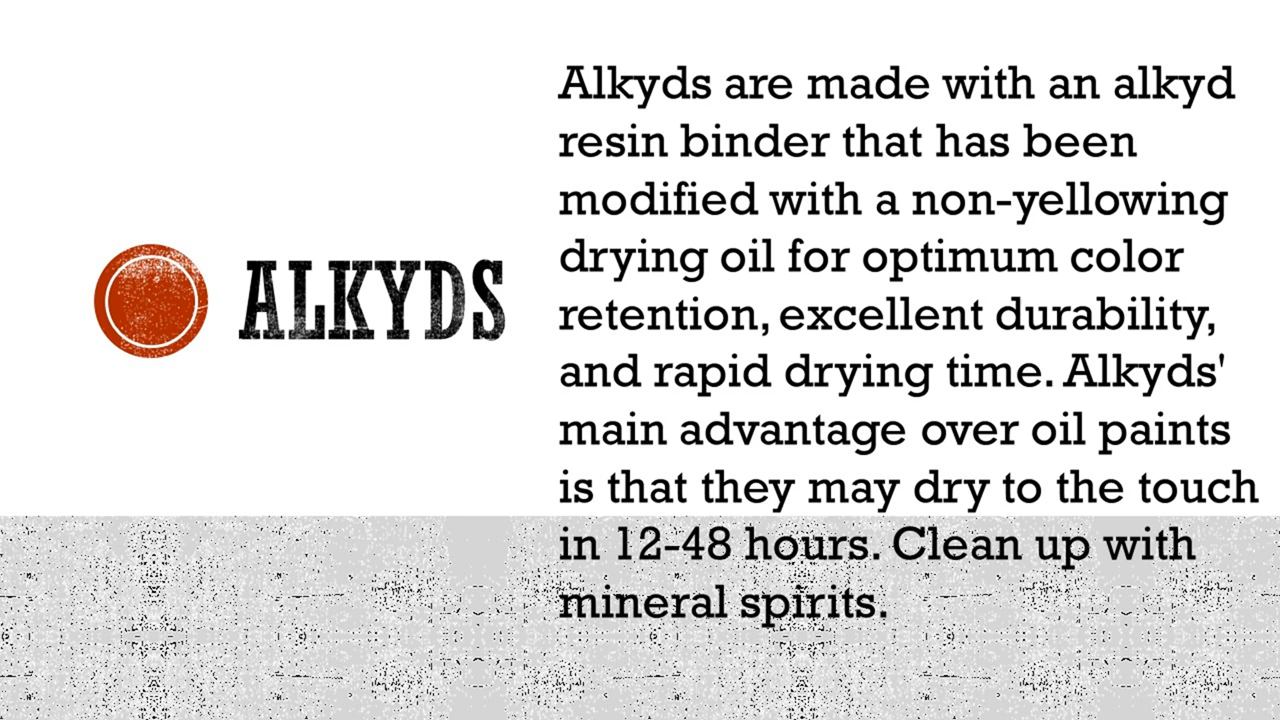 ALKYDS
Alkyds are made with an alkyd
resin binder that has been
modified with a non-yellowing
drying oil for optimum color
retention, excellent durability,
and rapid drying time. Alkyds'
main advantage over oil paints
is that they may dry to the touch
in 12-48 hours. Clean up with
mineral spirits.